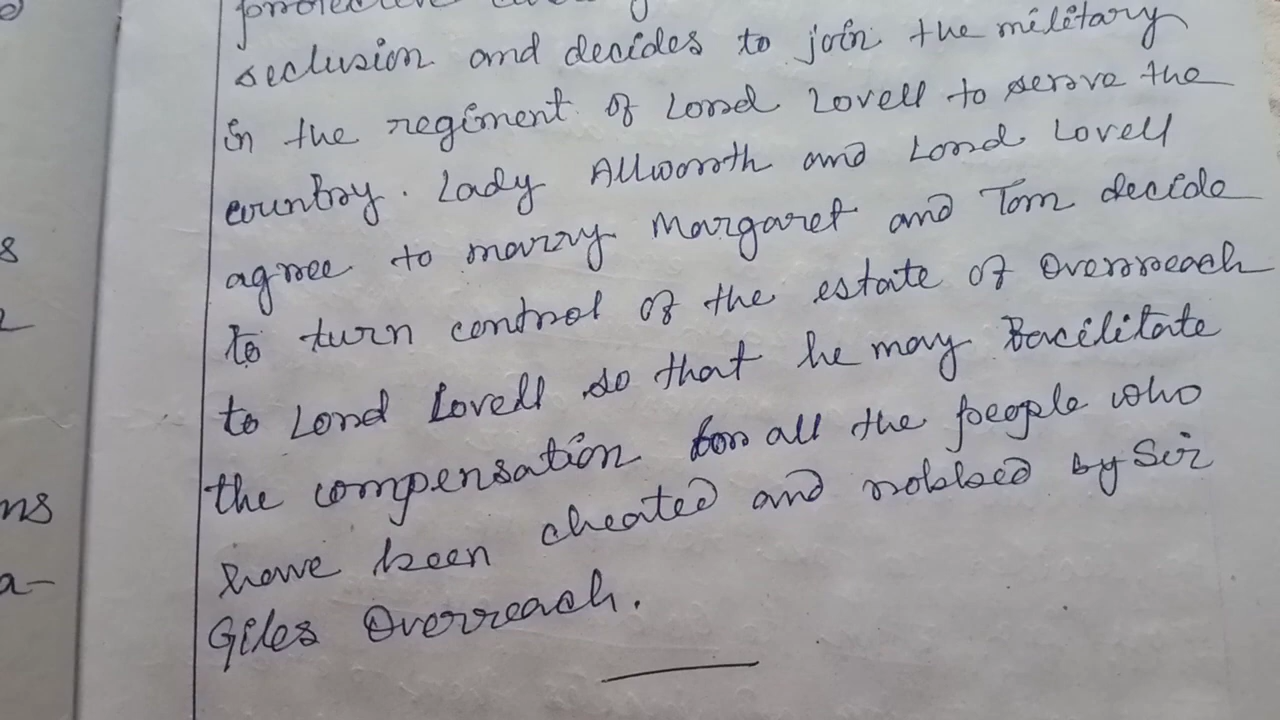 seclusion and decides to join the military
in the regiment of Lord Lovell to serve the
country. Lady Allworth and Lord Lovell
agree to marry Margaret and Tom decide
to turn control of the estate of Overreach
to Lord Lovell so that he may facilitate
the compensation for all the people who
have been cheated and robbed by Sir
Giles Overreach.
s
ns
a-